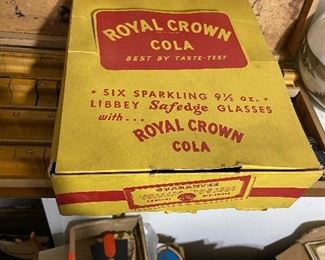 ROYAL CROWN
COLA
BEST BY TASTE-TEST
* SIX SPARKLING 9½ oz. *
LIBBEY Safedge GLASSES
with...
ROYAL CROWN
COLA